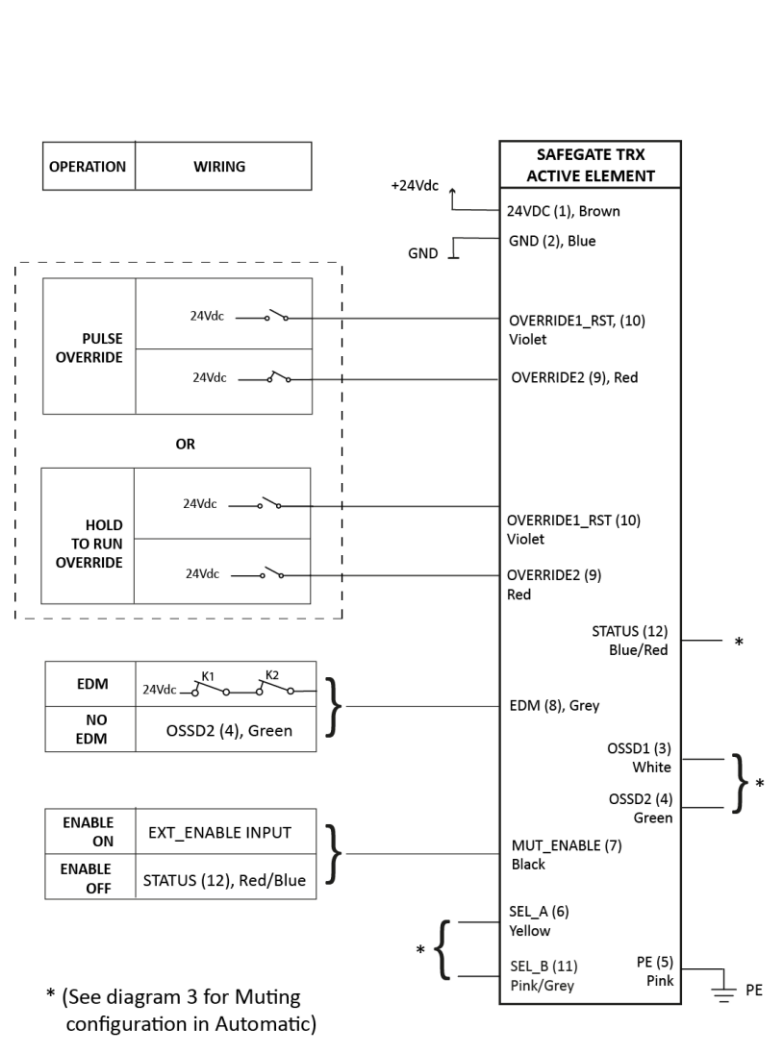 OPERATION
WIRING
SAFEGATE TRX
ACTIVE ELEMENT
+24Vdc
24VDC (1), Brown
GND
GND (2), Blue
PULSE
OVERRIDE
24Vdc
OVERRIDE1_RST, (10)
Violet
24Vdc
OVERRIDE2 (9), Red
OR
HOLD
TO RUN
OVERRIDE
24Vdc
OVERRIDE1_RST (10)
Violet
24Vdc
OVERRIDE2 (9)
Red
STATUS (12)
Blue/Red
*
EDM
24Vdc
K1
K2
NO
EDM
OSSD2 (4), Green
EDM (8), Grey
OSSD1 (3)
White
OSSD2 (4)
Green
*
ENABLE
ON
EXT_ENABLE INPUT
ENABLE
OFF
STATUS (12), Red/Blue
MUT_ENABLE (7)
Black
SEL_A (6)
Yellow
*
SEL_B (11)
Pink/Grey
PE (5)
Pink
PE
* (See diagram 3 for Muting
configuration in Automatic)